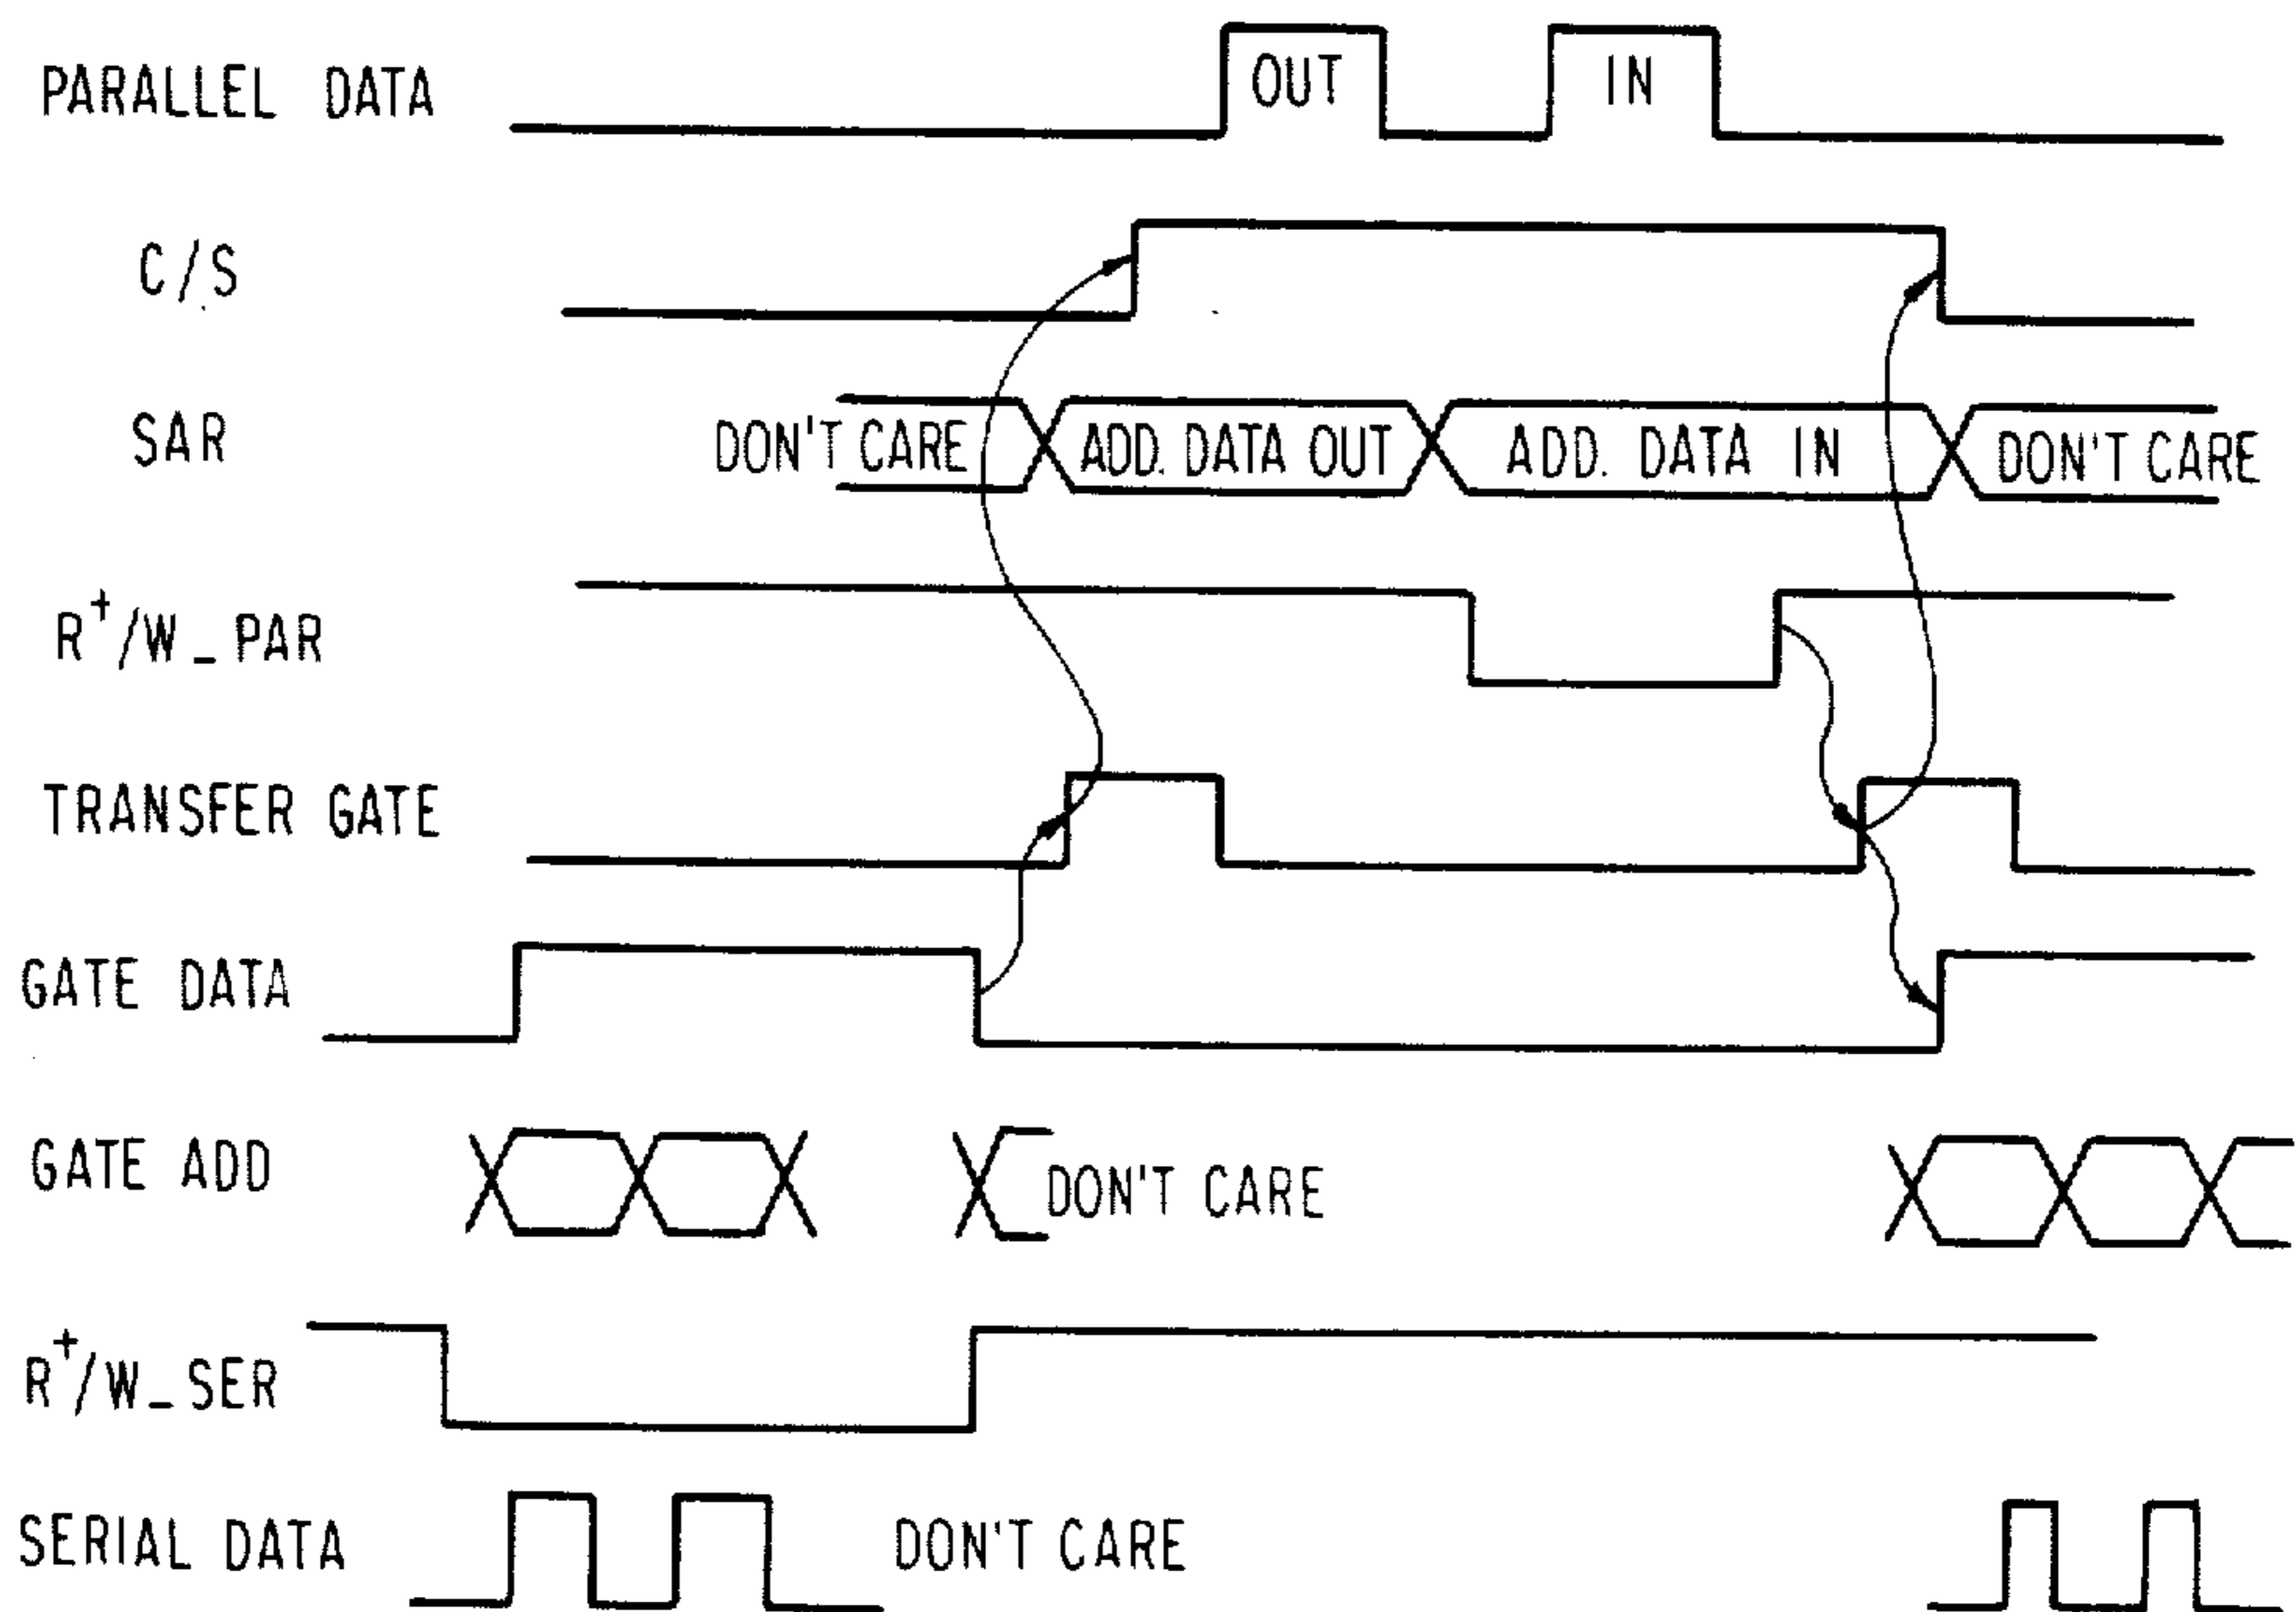 PARALLEL DATA OUT IN
C/S
SAR DON'T CARE ADD. DATA OUT ADD. DATA IN DON'T CARE
R⁺/W_PAR
TRANSFER GATE
GATE DATA
GATE ADD DON'T CARE
R⁺/W_SER
SERIAL DATA DON'T CARE